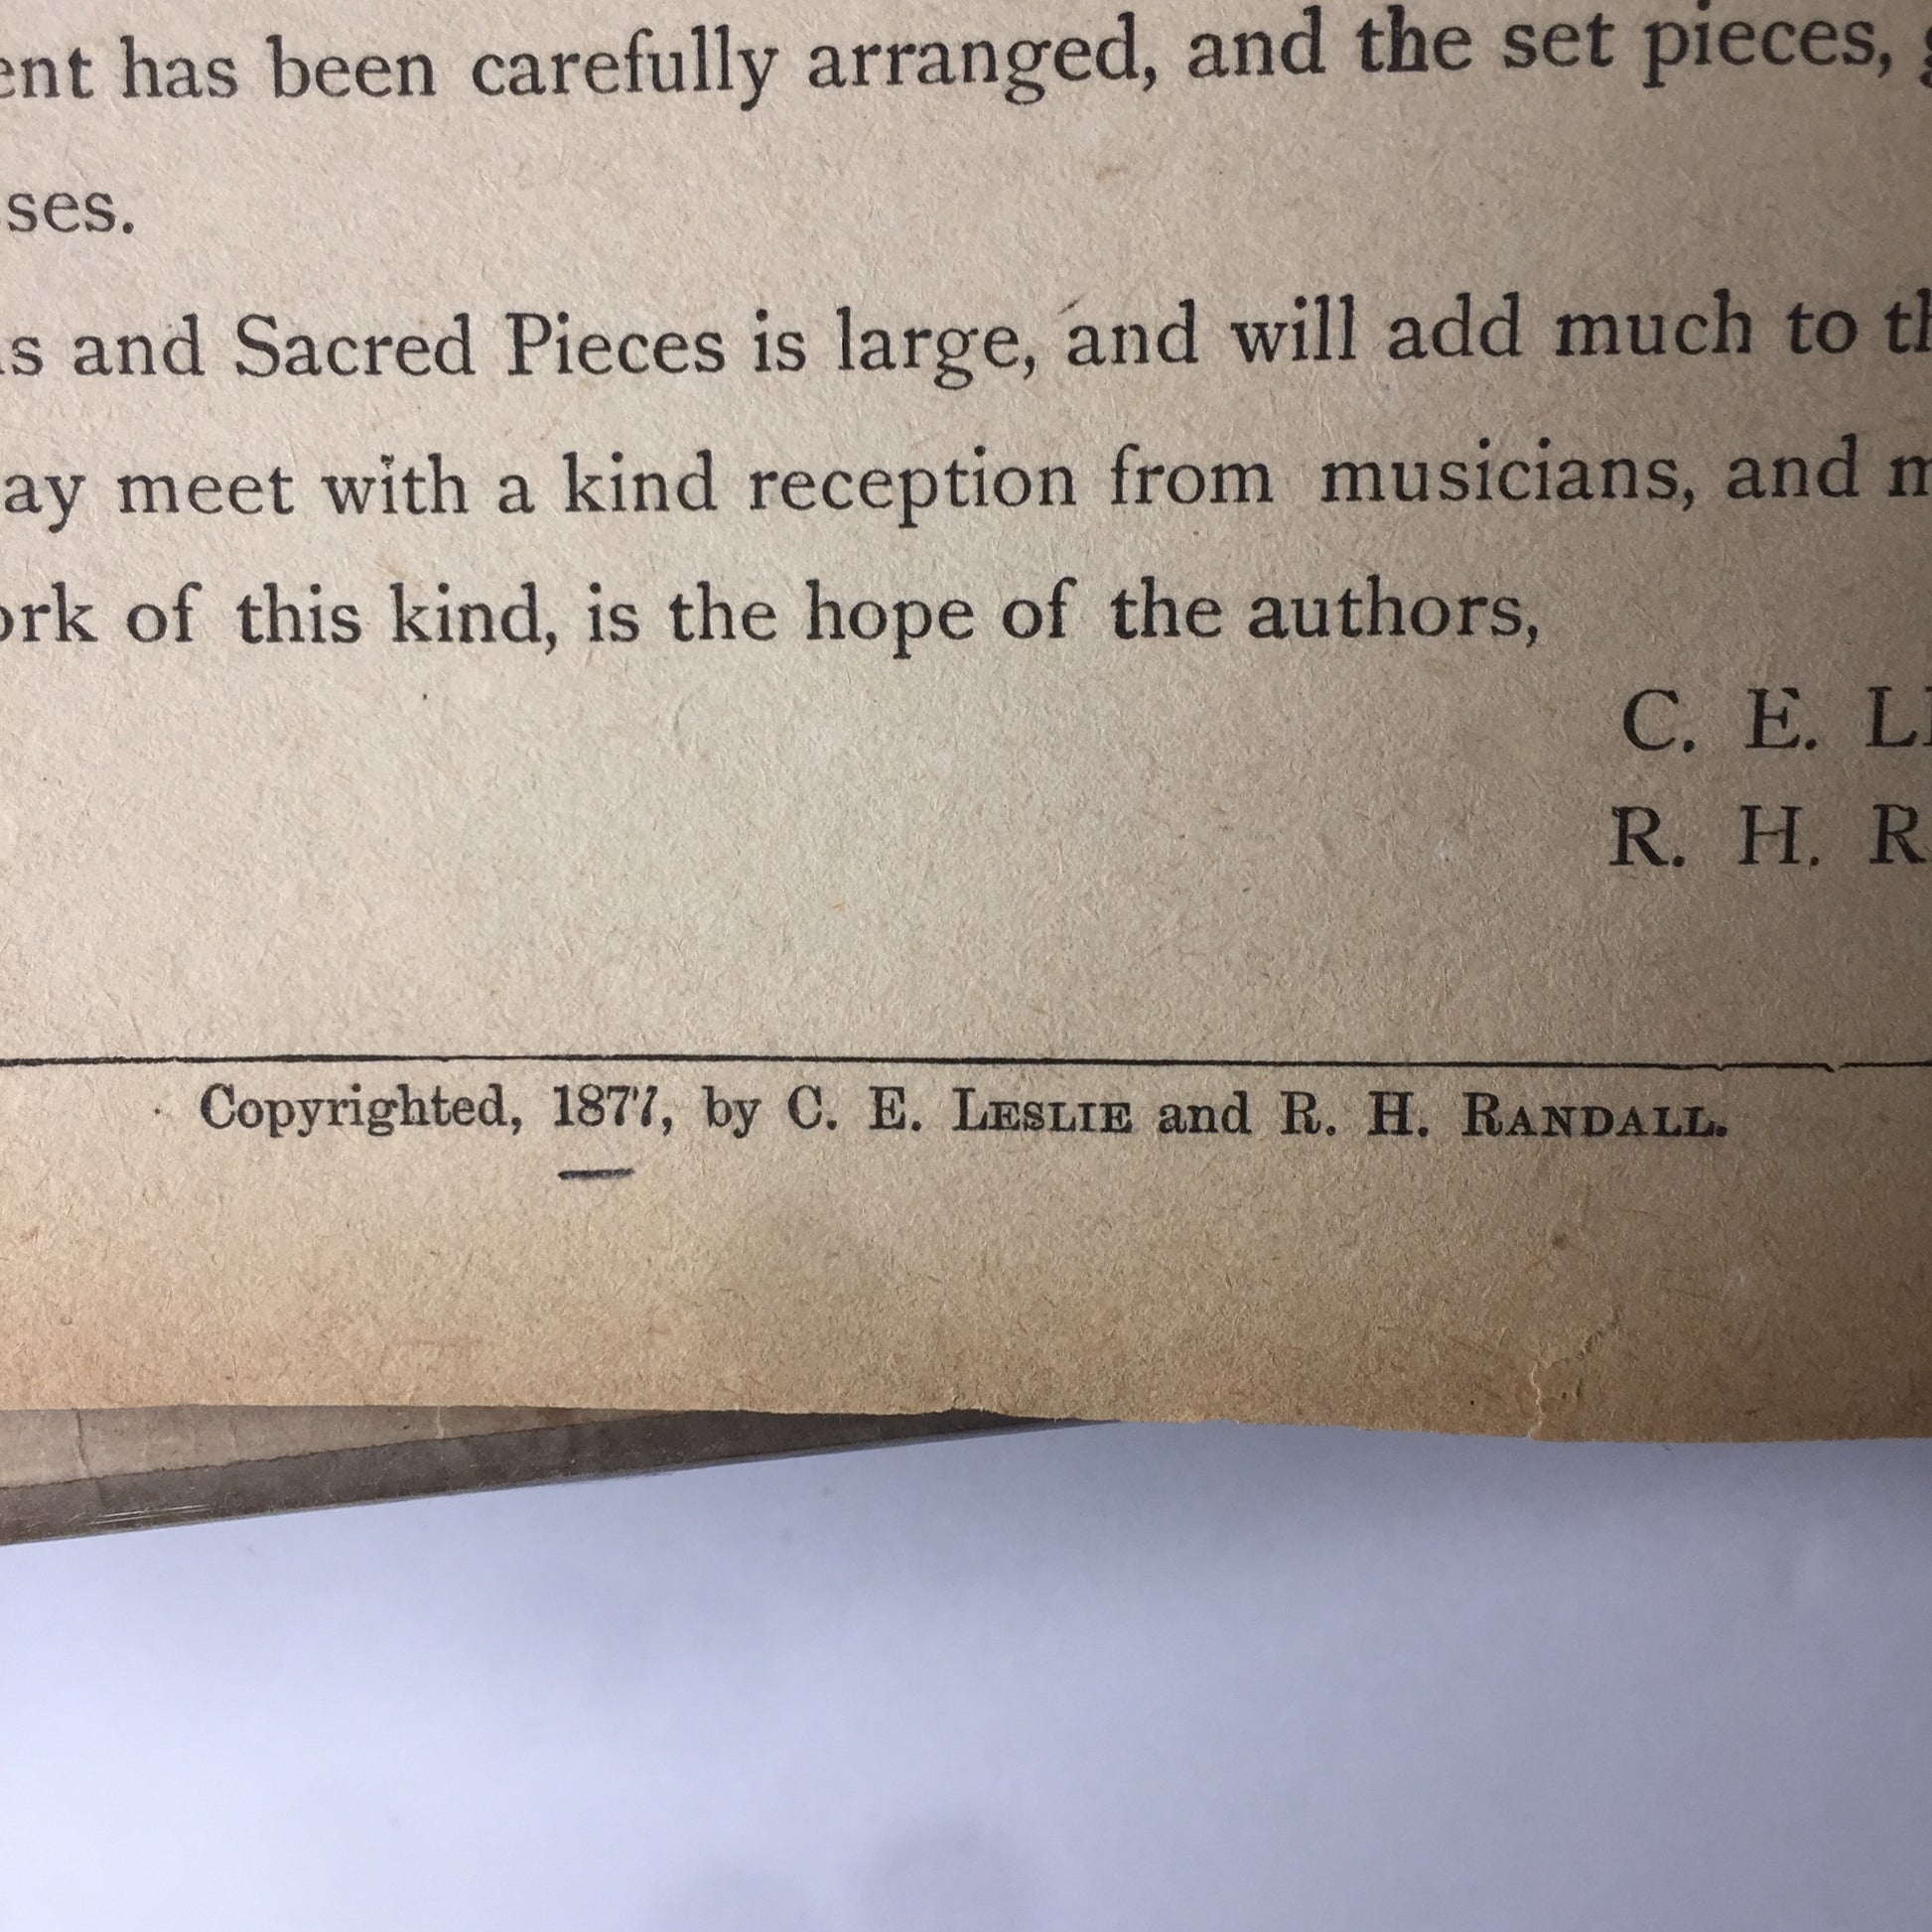 ent has been carefully arranged, and the set pieces,
ses.
s and Sacred Pieces is large, and will add much to th
ay meet with a kind reception from musicians, and m
ork of this kind, is the hope of the authors,
C. E. L
R. H. R
Copyrighted, 1877, by C. E. LESLIE and R. H. RANDALL.